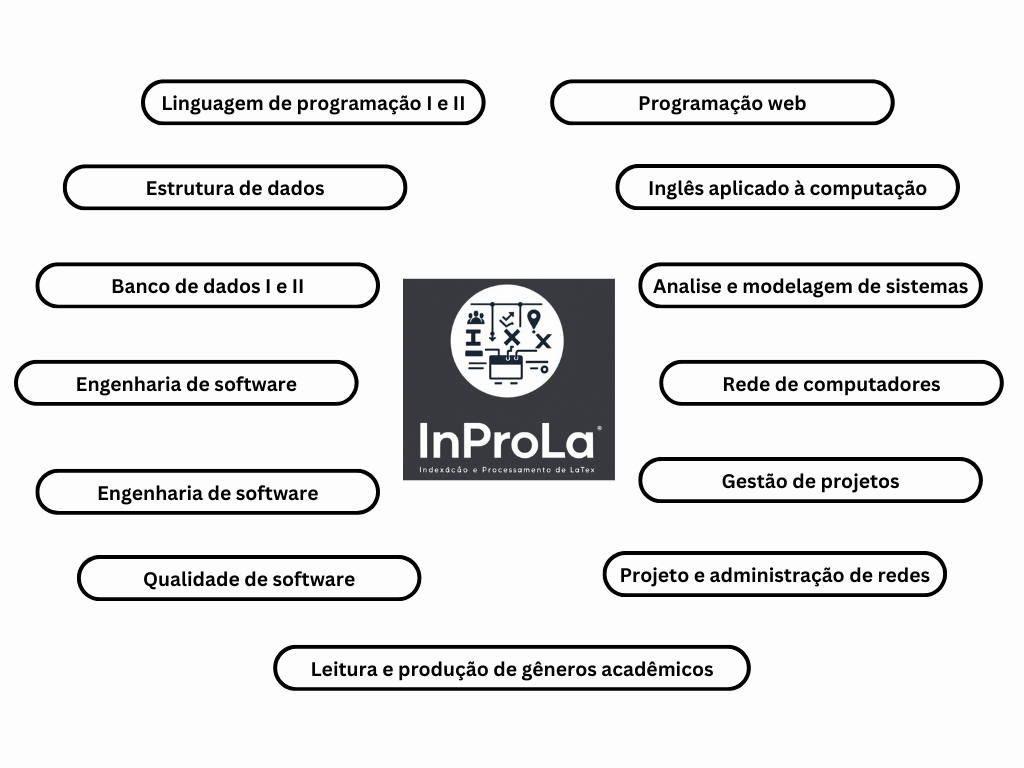 Linguagem de programação I e II
Programação web
Estrutura de dados
Inglês aplicado à computação
Banco de dados I e II
Analise e modelagem de sistemas
Engenharia de software
Rede de computadores
InProLa®
Indexãcão e Processamento de LaTex
Engenharia de software
Gestão de projetos
Qualidade de software
Projeto e administração de redes
Leitura e produção de gêneros acadêmicos